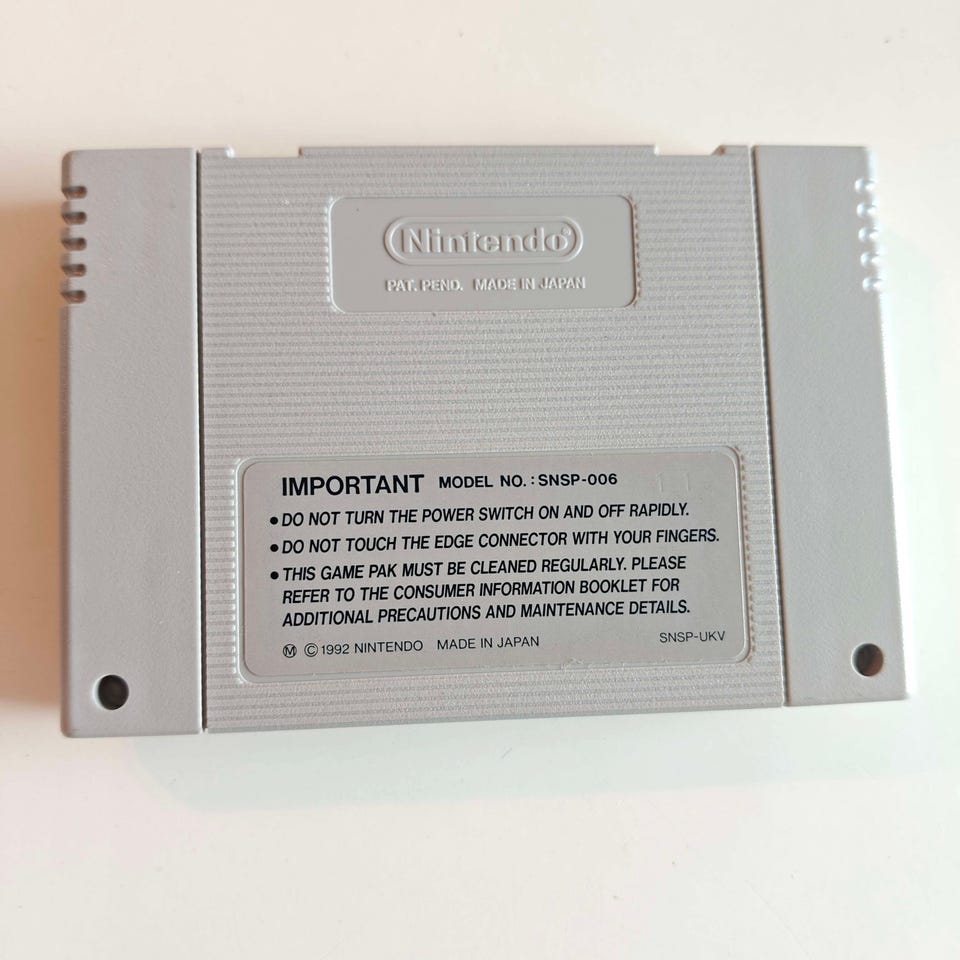 Nintendo®
PAT. PEND. MADE IN JAPAN
IMPORTANT MODEL NO.: SNSP-006
11
● DO NOT TURN THE POWER SWITCH ON AND OFF RAPIDLY.
● DO NOT TOUCH THE EDGE CONNECTOR WITH YOUR FINGERS.
● THIS GAME PAK MUST BE CLEANED REGULARLY. PLEASE
REFER TO THE CONSUMER INFORMATION BOOKLET FOR
ADDITIONAL PRECAUTIONS AND MAINTENANCE DETAILS.
Ⓜ © 1992 NINTENDO MADE IN JAPAN SNSP-UKV